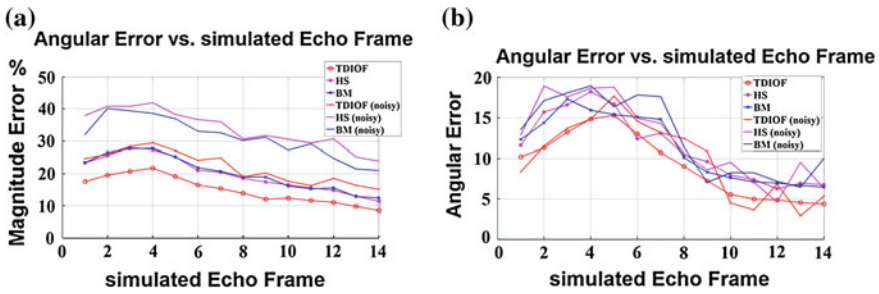 (a)
Angular Error vs. simulated Echo Frame
%
Magnitude Error
50
40
30
20
10
0
0 2 4 6 8 10 12 14
simulated Echo Frame
TDIOF
HS
BM
TDIOF (noisy)
HS (noisy)
BM (noisy)
(b)
Angular Error vs. simulated Echo Frame
Angular Error
20
15
10
5
0
0 2 4 6 8 10 12 14
simulated Echo Frame
TDIOF
HS
BM
TDIOF (noisy)
HS (noisy)
BM (noisy)